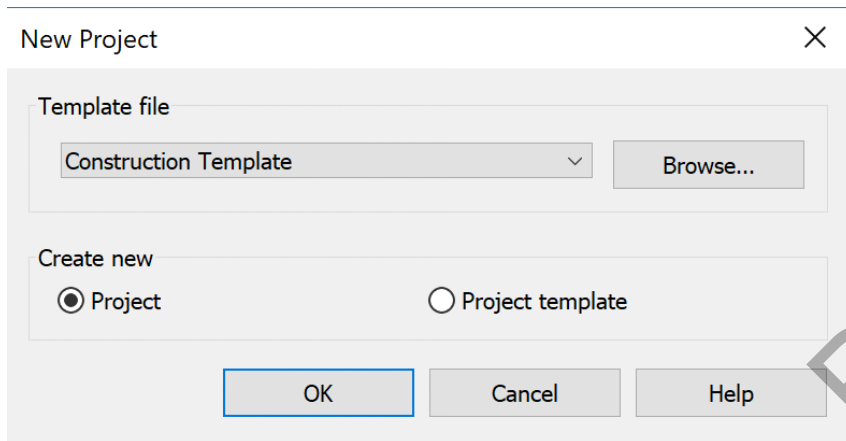 New Project
Template file
Construction Template
Browse...
Create new
Project
Project template
OK
Cancel
Help